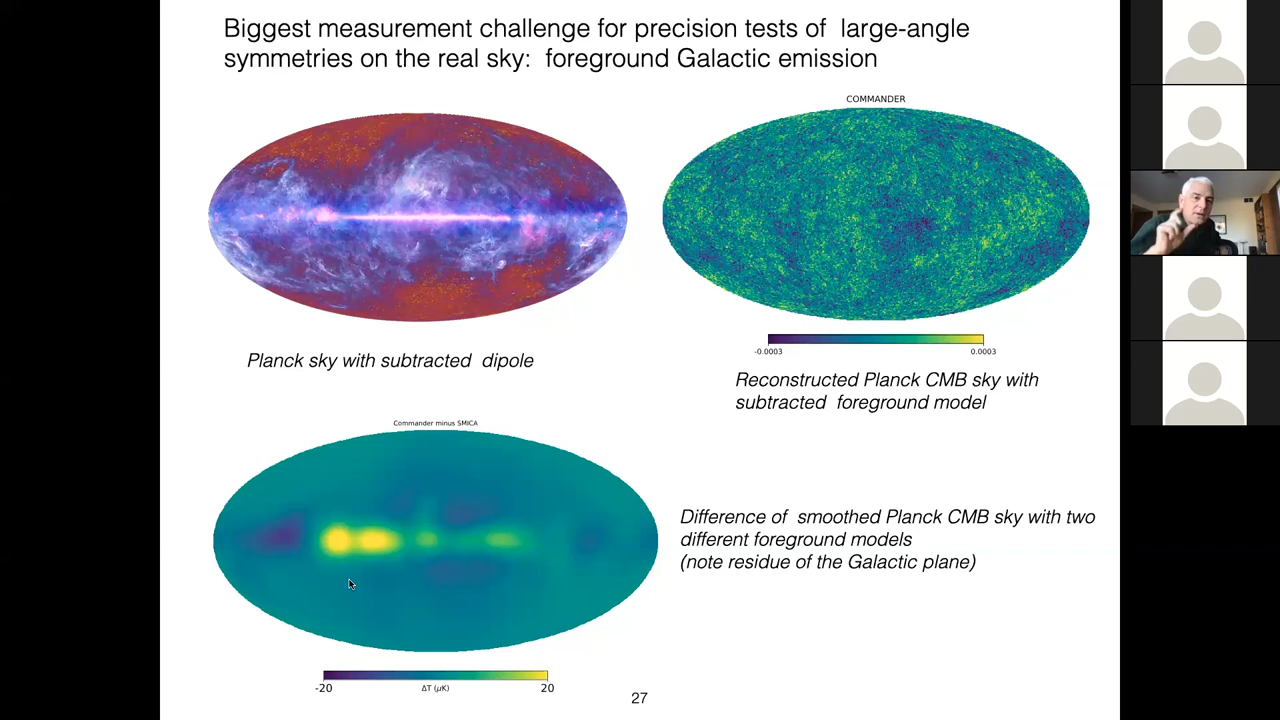 Biggest measurement challenge for precision tests of large-angle
symmetries on the real sky: foreground Galactic emission
COMMANDER
-0.0003
0.0003
Planck sky with subtracted dipole
Reconstructed Planck CMB sky with
subtracted foreground model
Commander minus SMICA
Difference of smoothed Planck CMB sky with two
different foreground models
(note residue of the Galactic plane)
-20
ΔT (μK)
20
27